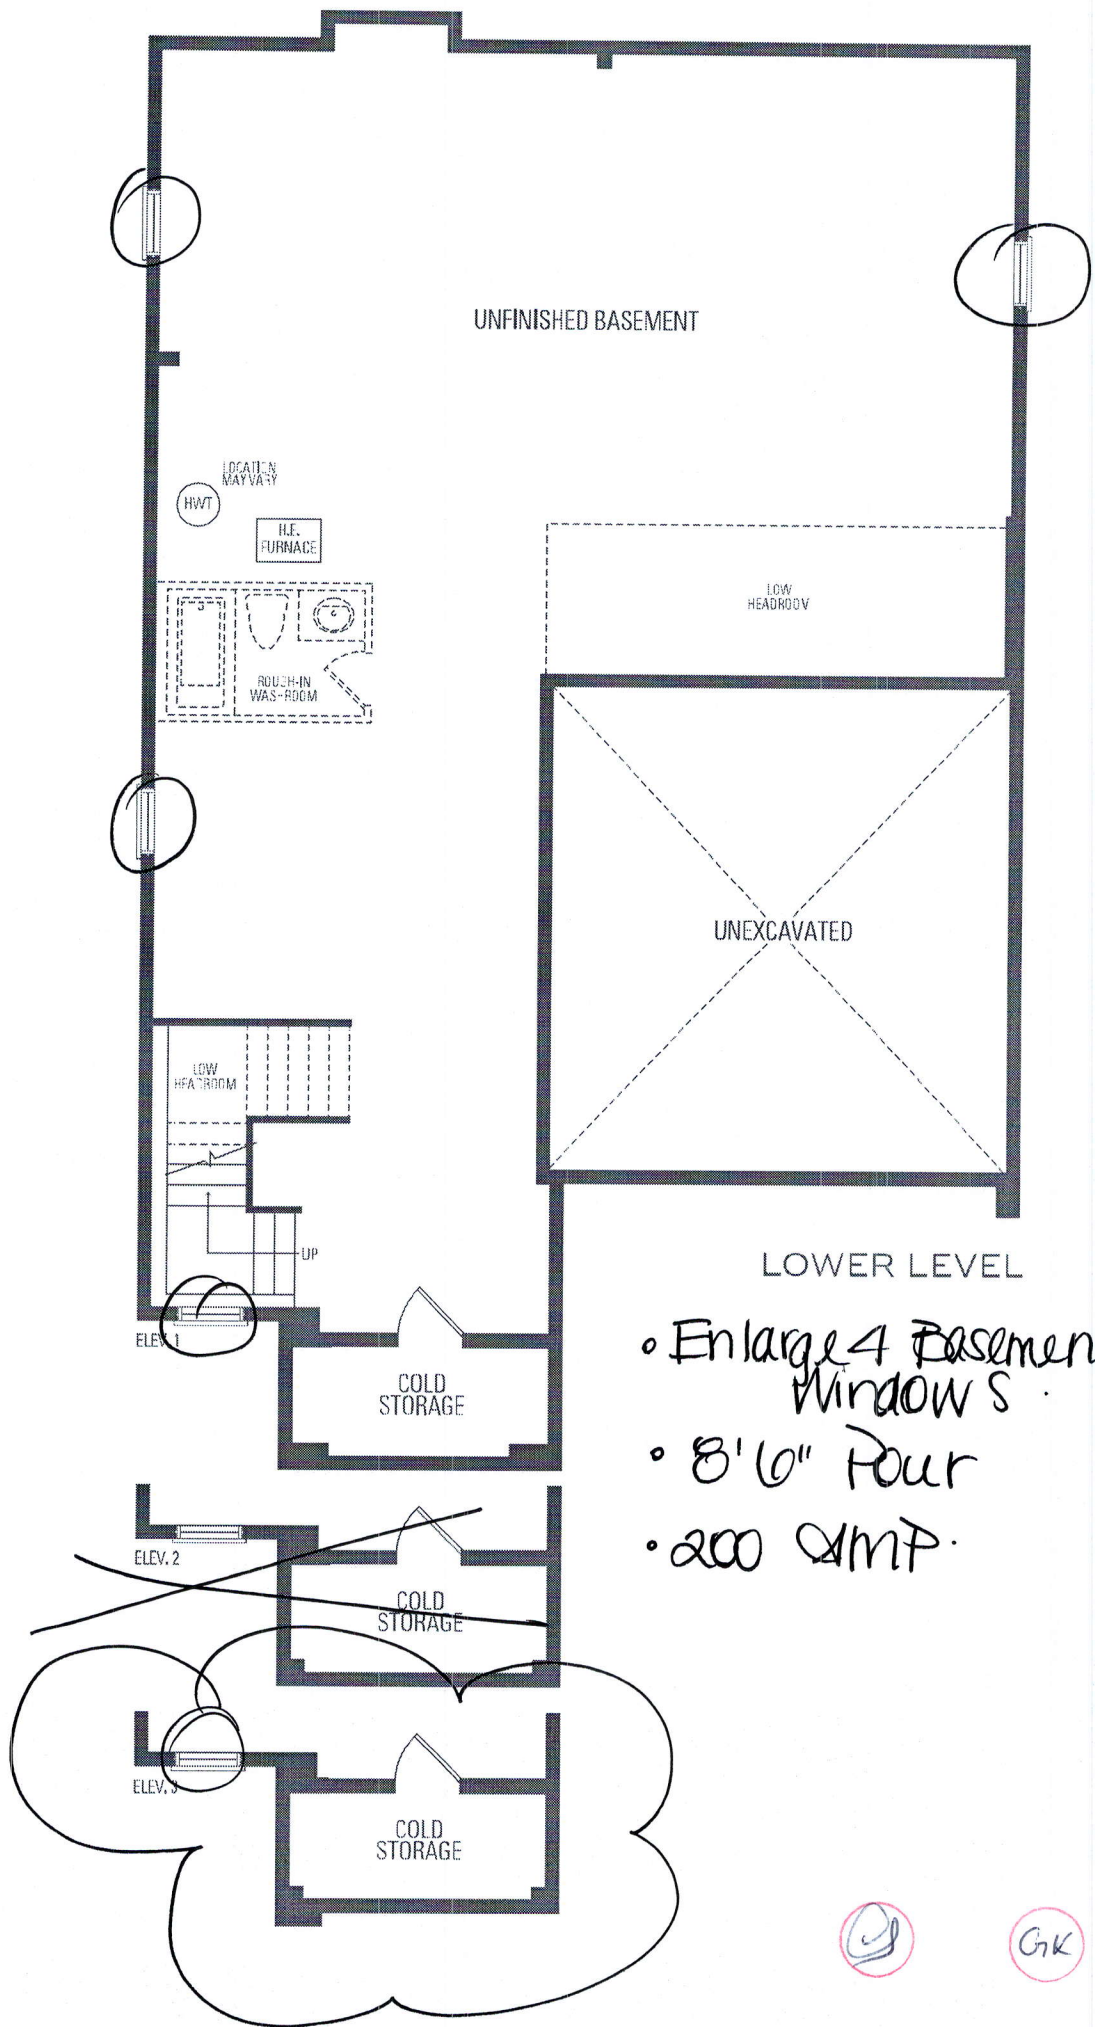 UNFINISHED BASEMENT
LOCATION
MAY VARY
HWT
H.E.
FURNACE
LOW
HEADROOM
ROUGH-IN
WAS-ROOM
UNEXCAVATED
LOW
HEADROOM
UP
LOWER LEVEL
ELEV. 1
COLD
STORAGE
• Enlarge 4 Basemen
Windows.
• 8'6" Pour
• 200 AMP.
ELEV. 2
COLD
STORAGE
ELEV. 3
COLD
STORAGE
GK